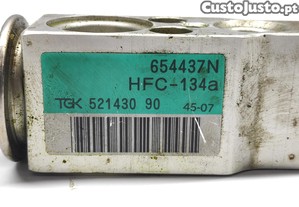 CustoJusto.pt
654437N
HFC-134a
TGK 521430 90 45-07